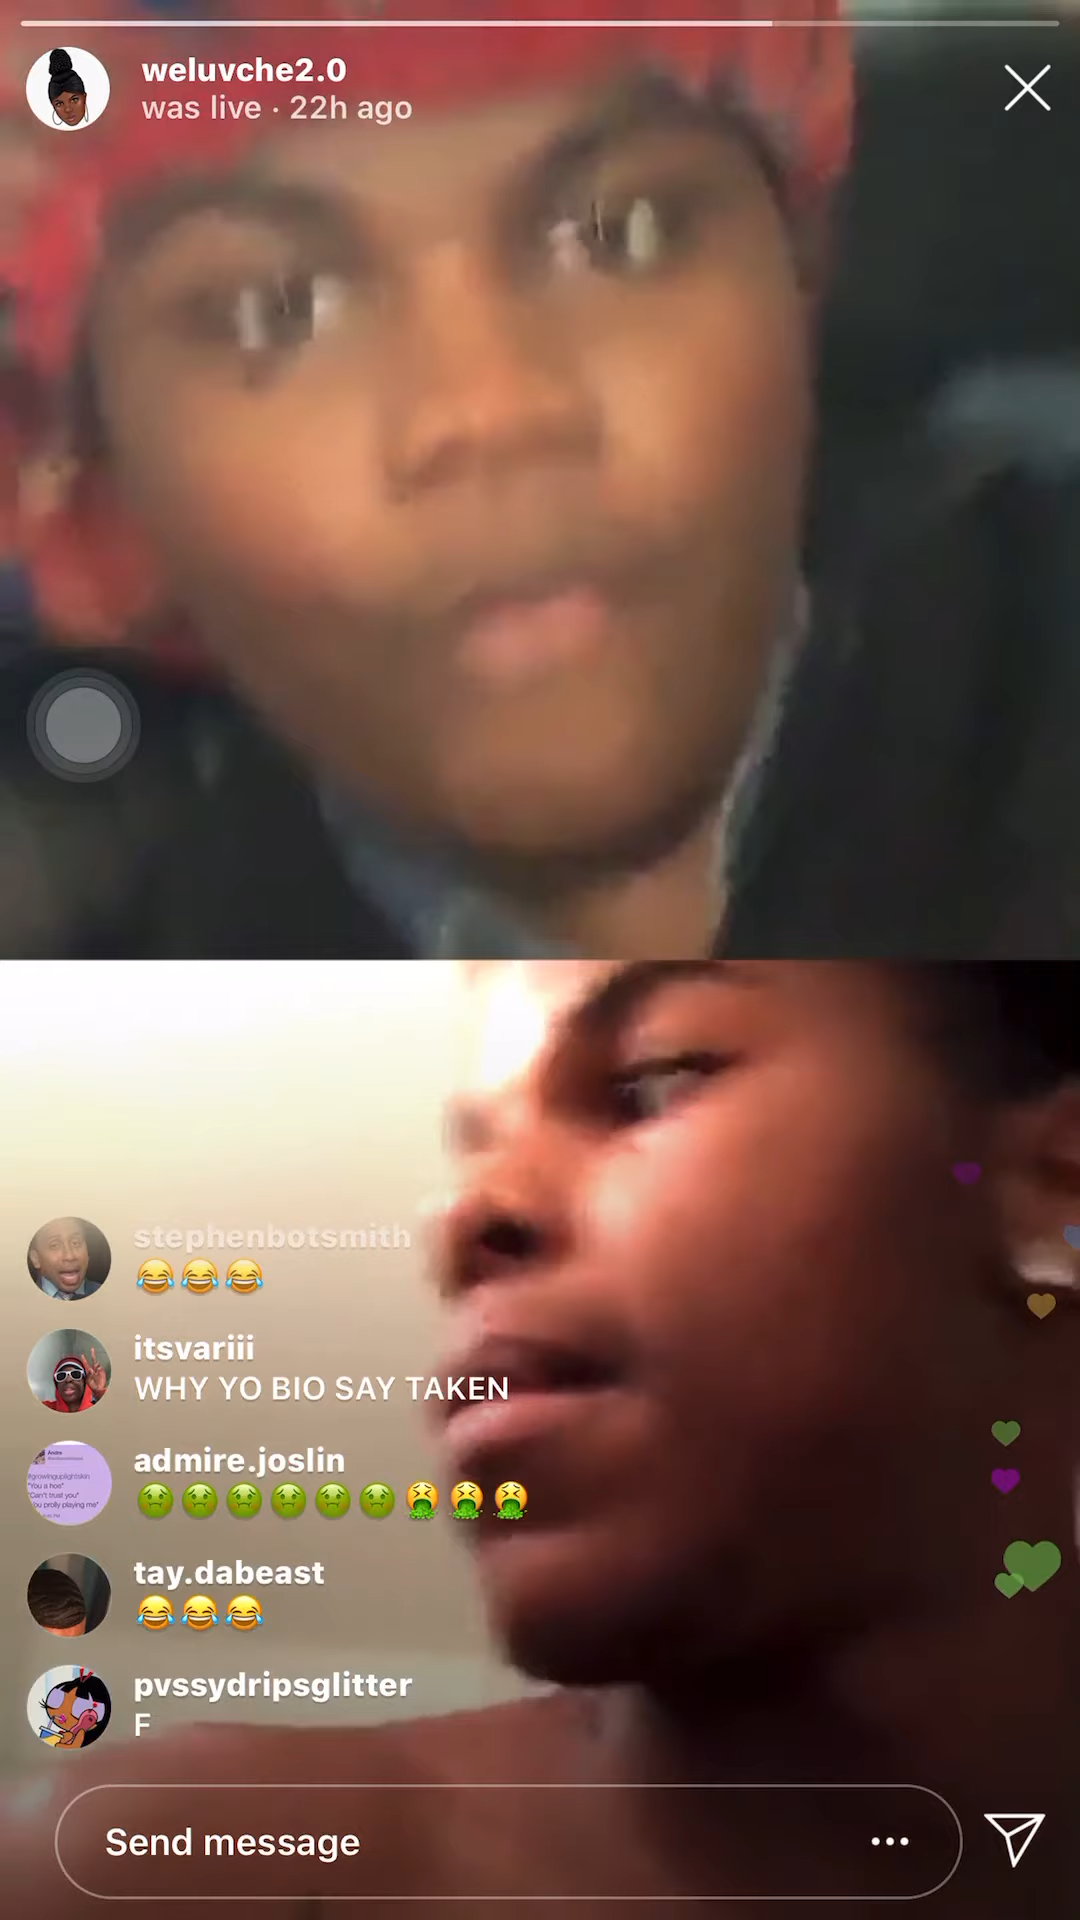 weluvche2.0
was live · 22h ago
stephenbotsmith
😂😂😂
itsvariii
WHY YO BIO SAY TAKEN
admire.joslin
🤢🤢🤢🤢🤢🤢🤮🤮🤮
tay.dabeast
😂😂😂
pvssydripsglitter
F
Send message